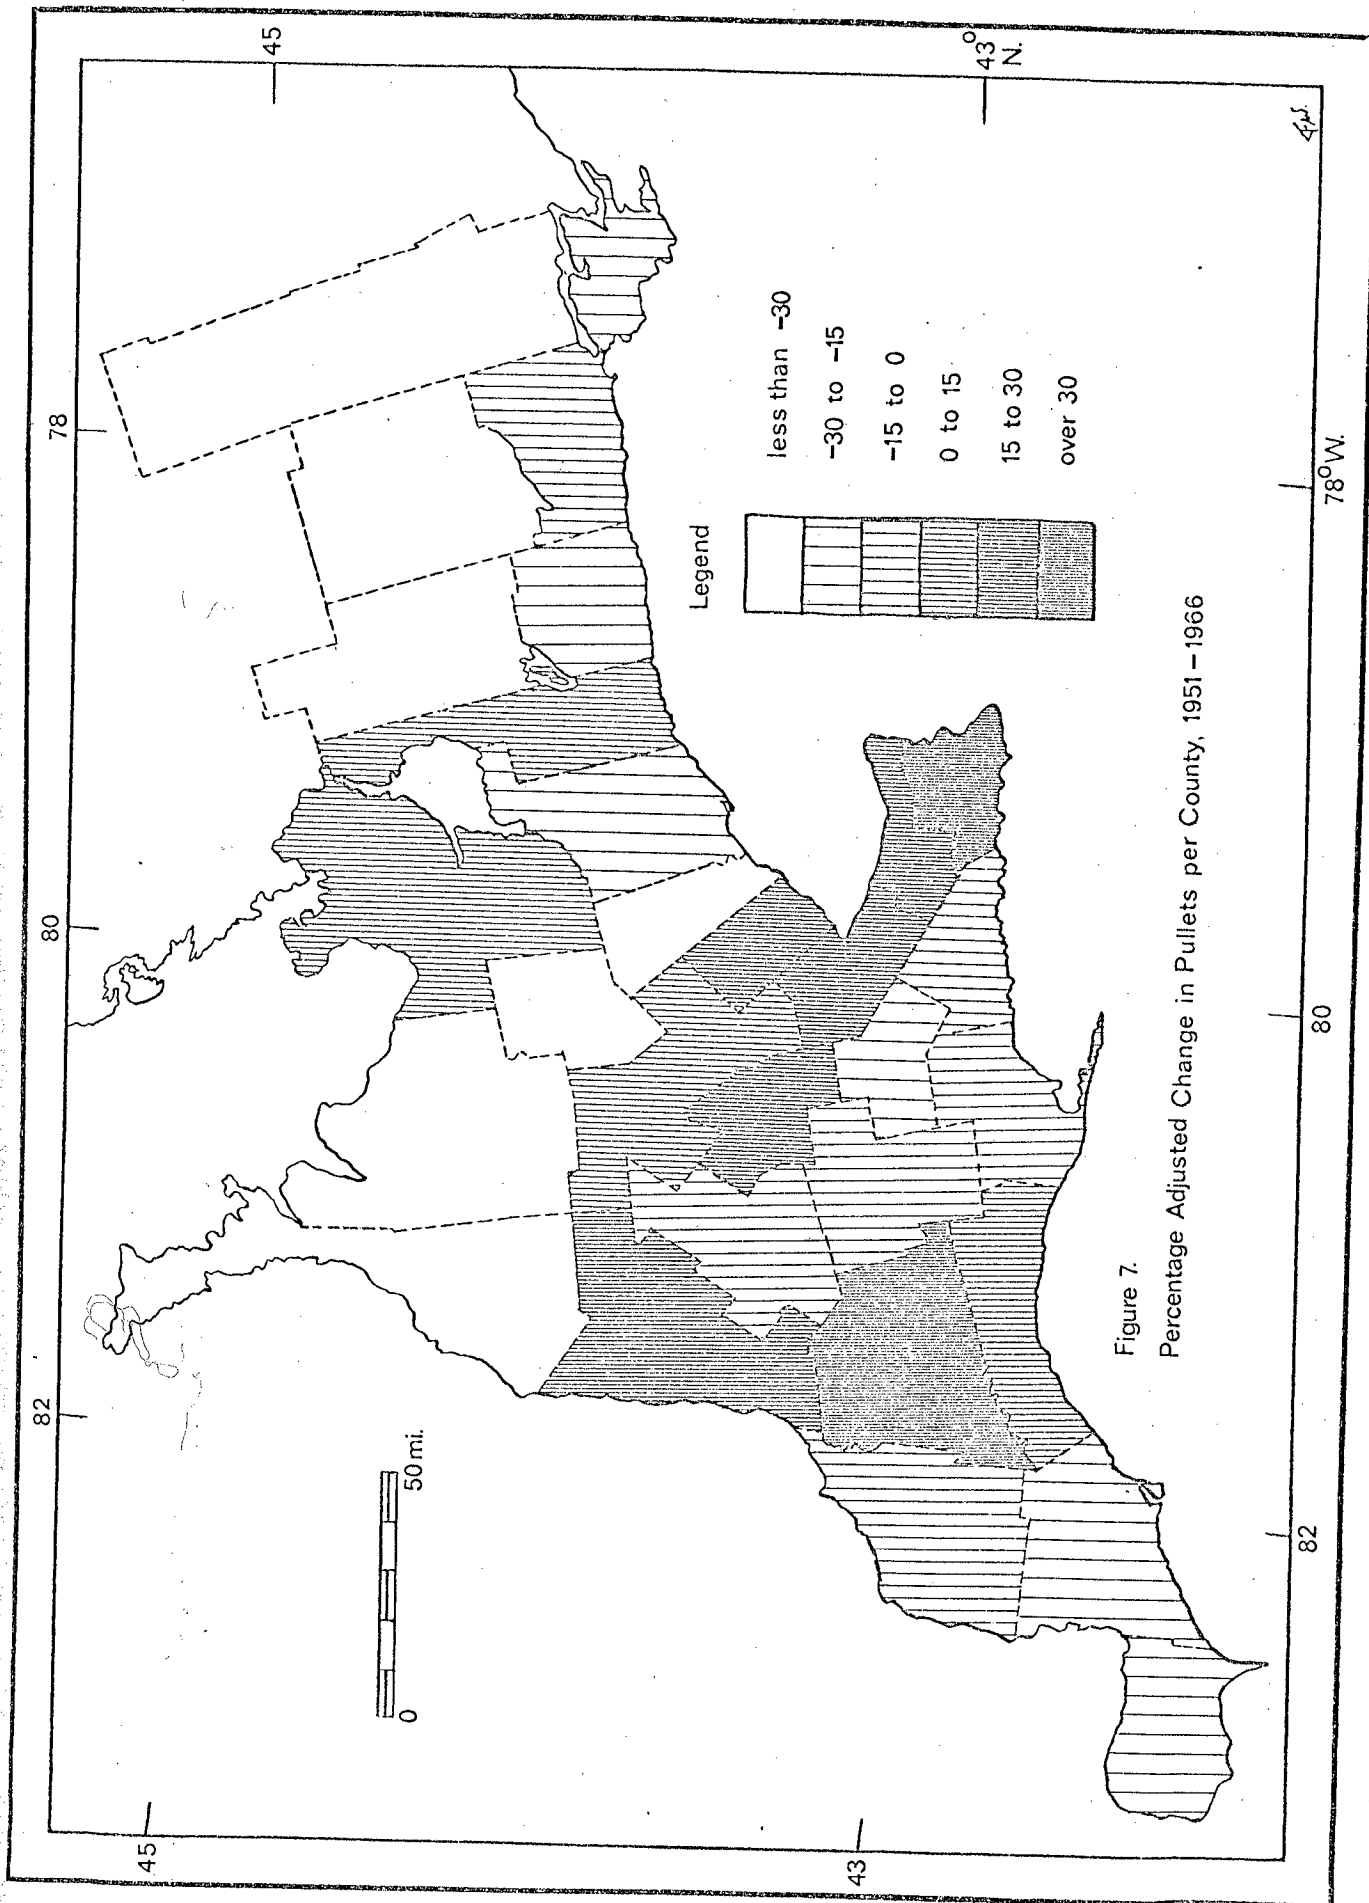 82
80
78
45
45
43°
N.
43
0
50 mi.
Legend
less than -30
-30 to -15
-15 to 0
0 to 15
15 to 30
over 30
82
80
78°W.
Figure 7.
Percentage Adjusted Change in Pullets per County, 1951-1966